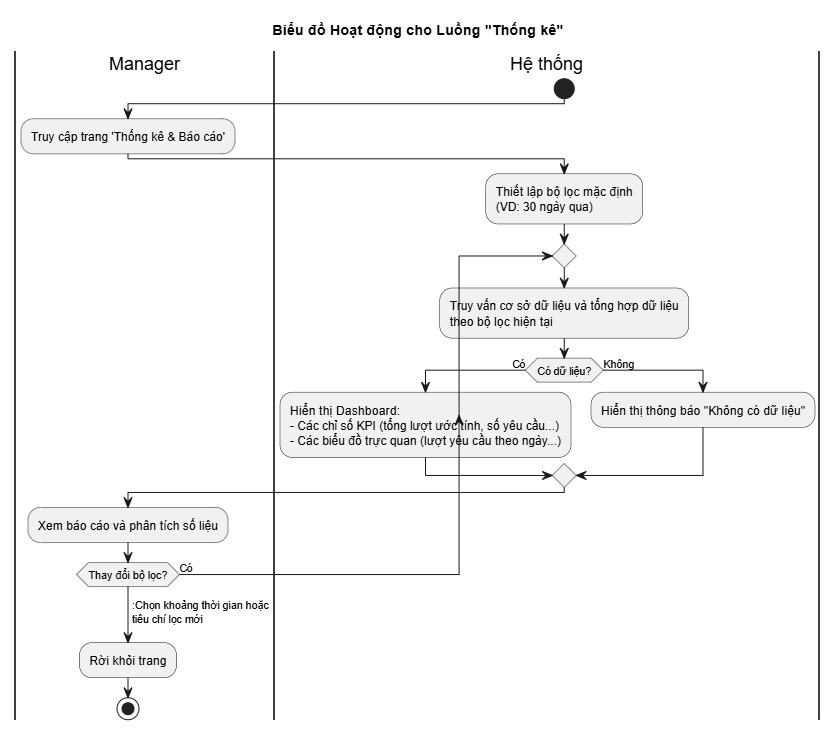 Biểu đồ Hoạt động cho Luồng "Thống kê"
Manager
Hệ thống
Truy cập trang 'Thống kê & Báo cáo'
Thiết lập bộ lọc mặc định
(VD: 30 ngày qua)
Truy vấn cơ sở dữ liệu và tổng hợp dữ liệu
theo bộ lọc hiện tại
Có
Có dữ liệu?
Không
Hiển thị Dashboard:
- Các chỉ số KPI (tổng lượt ước tính, số yêu cầu...)
- Các biểu đồ trực quan (lượt yêu cầu theo ngày...)
Hiển thị thông báo "Không có dữ liệu"
Xem báo cáo và phân tích số liệu
Thay đổi bộ lọc?
Có
:Chọn khoảng thời gian hoặc
tiêu chí lọc mới
Rời khỏi trang